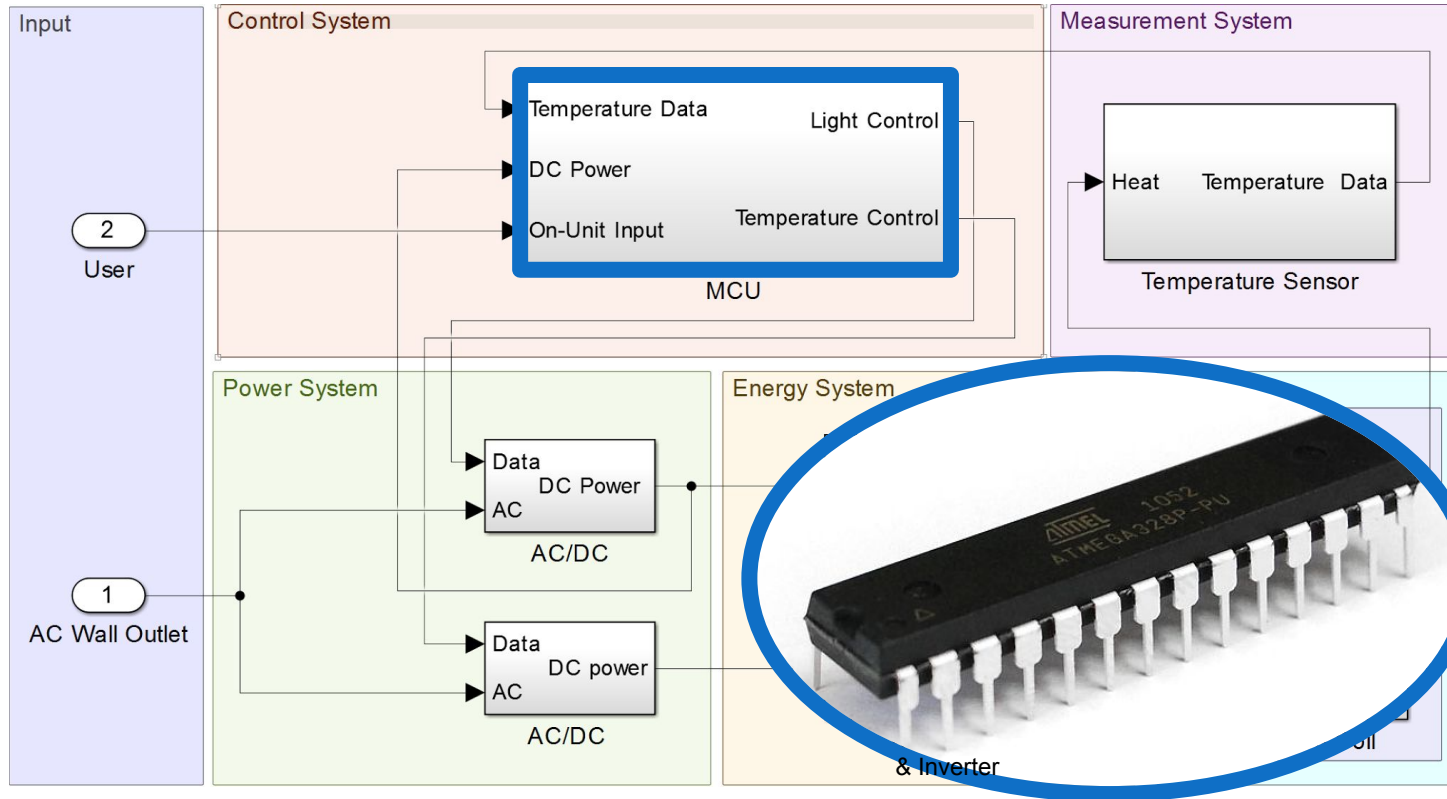 Input
Control System
Measurement System
Temperature Data
Light Control
DC Power
Temperature Control
On-Unit Input
MCU
Heat
Temperature Data
Temperature Sensor
2
User
Power System
Energy System
Data
DC Power
AC
AC/DC
1
AC Wall Outlet
Data
DC power
AC
AC/DC
ATMEL 1052
ATMEGA328P-PU
& Inverter